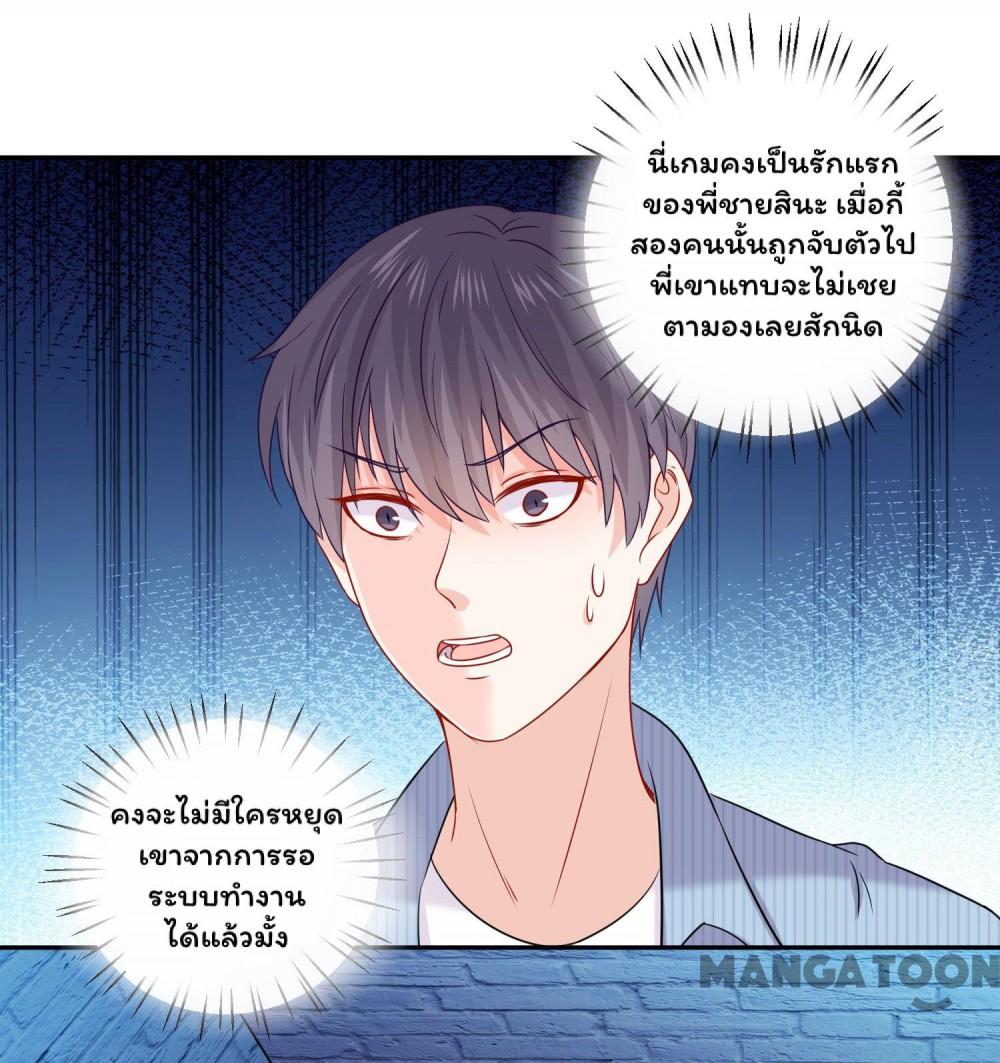 นี่เกมคงเป็นรักแรก
ของพี่ชายสินะ เมื่อกี้
สองคนนั้นถูกจับตัวไป
พี่เขาแทบจะไม่เชย
ตามองเลยสักนิด
คงจะไม่มีใครหยุด
เขาจากการรอ
ระบบทำงาน
ได้แล้วมั้ง
MANGATOON